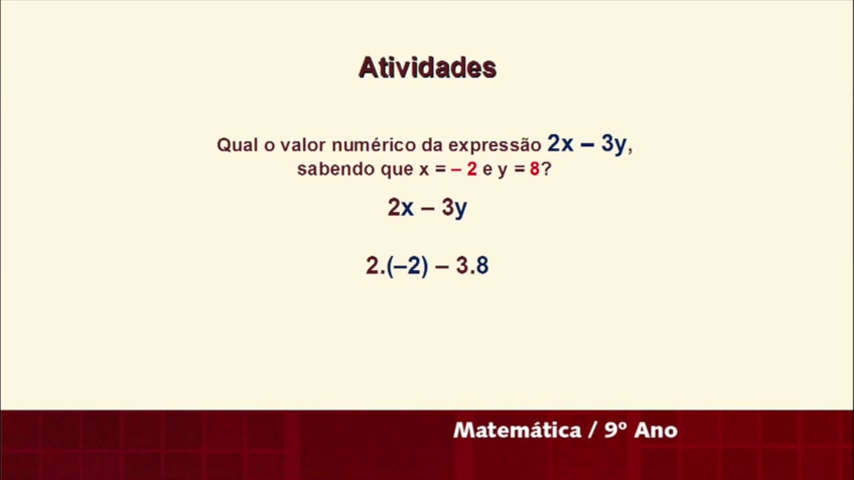 Atividades
Qual o valor numérico da expressão 2x – 3y,
sabendo que x = – 2 e y = 8?
2x – 3y
2.(–2) – 3.8
Matemática / 9º Ano